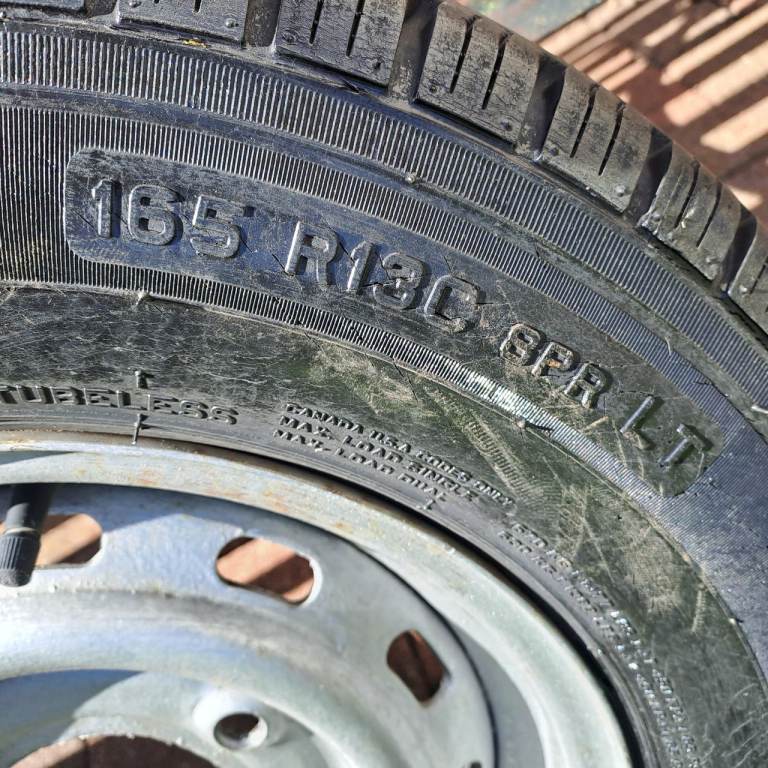 165 R13C 8PR LT
TUBELESS
CANADA USA CODES ONLY
MAX. LOAD SINGLE
MAX. LOAD DUAL